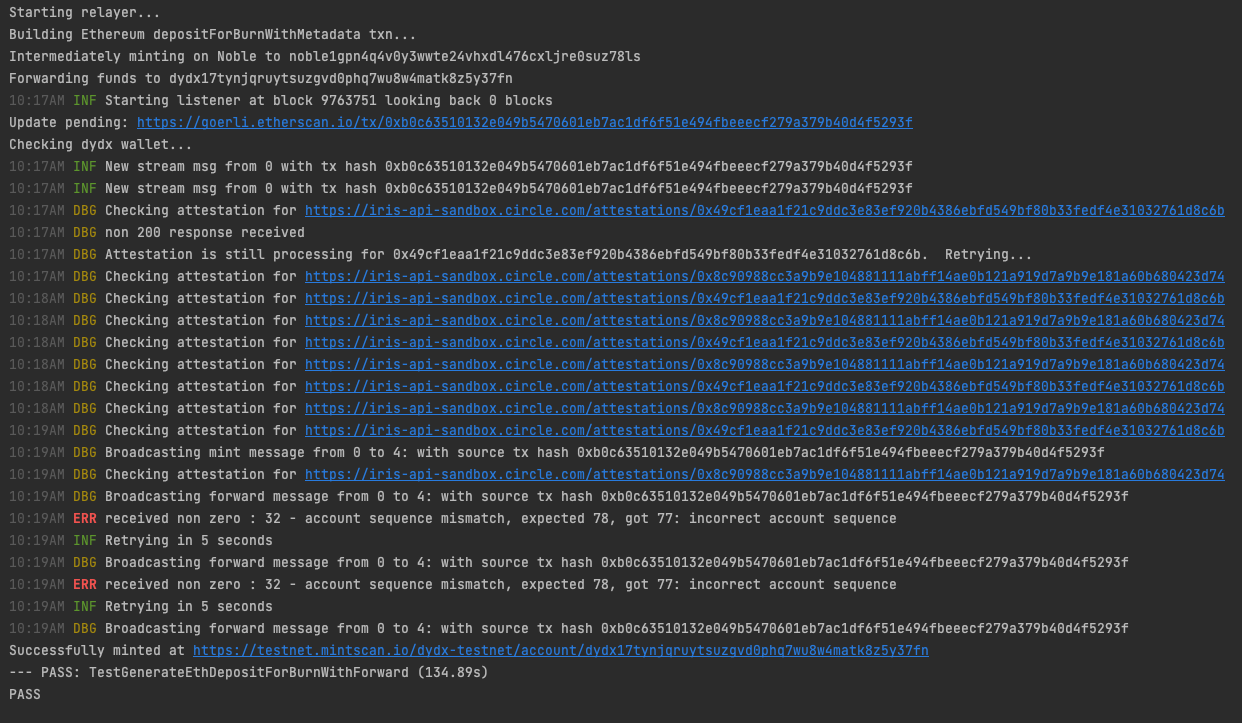 Starting relayer...
Building Ethereum depositForBurnWithMetadata txn...
Intermediately minting on Noble to noble1gpn4q4v0y3wwte24vhxdl476cxljre0suz78ls
Forwarding funds to dydx17tynjqruytsuzgvd0phq7wu8w4matk8z5y37fn
10:17AM INF Starting listener at block 9763751 looking back 0 blocks
Update pending: https://goerli.etherscan.io/tx/0xb0c63510132e049b5470601eb7ac1df6f51e494fbeeecf279a379b40d4f5293f
Checking dydx wallet...
10:17AM INF New stream msg from 0 with tx hash 0xb0c63510132e049b5470601eb7ac1df6f51e494fbeeecf279a379b40d4f5293f
10:17AM INF New stream msg from 0 with tx hash 0xb0c63510132e049b5470601eb7ac1df6f51e494fbeeecf279a379b40d4f5293f
10:17AM DBG Checking attestation for https://iris-api-sandbox.circle.com/attestations/0x49cf1eaa1f21c9ddc3e83ef920b4386ebfd549bf80b33fedf4e31032761d8c6b
10:17AM DBG non 200 response received
10:17AM DBG Attestation is still processing for 0x49cf1eaa1f21c9ddc3e83ef920b4386ebfd549bf80b33fedf4e31032761d8c6b.  Retrying...
10:17AM DBG Checking attestation for https://iris-api-sandbox.circle.com/attestations/0x8c90988cc3a9b9e104881111abff14ae0b121a919d7a9b9e181a60b680423d74
10:18AM DBG Checking attestation for https://iris-api-sandbox.circle.com/attestations/0x49cf1eaa1f21c9ddc3e83ef920b4386ebfd549bf80b33fedf4e31032761d8c6b
10:18AM DBG Checking attestation for https://iris-api-sandbox.circle.com/attestations/0x8c90988cc3a9b9e104881111abff14ae0b121a919d7a9b9e181a60b680423d74
10:18AM DBG Checking attestation for https://iris-api-sandbox.circle.com/attestations/0x49cf1eaa1f21c9ddc3e83ef920b4386ebfd549bf80b33fedf4e31032761d8c6b
10:18AM DBG Checking attestation for https://iris-api-sandbox.circle.com/attestations/0x8c90988cc3a9b9e104881111abff14ae0b121a919d7a9b9e181a60b680423d74
10:18AM DBG Checking attestation for https://iris-api-sandbox.circle.com/attestations/0x49cf1eaa1f21c9ddc3e83ef920b4386ebfd549bf80b33fedf4e31032761d8c6b
10:18AM DBG Checking attestation for https://iris-api-sandbox.circle.com/attestations/0x8c90988cc3a9b9e104881111abff14ae0b121a919d7a9b9e181a60b680423d74
10:19AM DBG Checking attestation for https://iris-api-sandbox.circle.com/attestations/0x49cf1eaa1f21c9ddc3e83ef920b4386ebfd549bf80b33fedf4e31032761d8c6b
10:19AM DBG Broadcasting mint message from 0 to 4: with source tx hash 0xb0c63510132e049b5470601eb7ac1df6f51e494fbeeecf279a379b40d4f5293f
10:19AM DBG Checking attestation for https://iris-api-sandbox.circle.com/attestations/0x8c90988cc3a9b9e104881111abff14ae0b121a919d7a9b9e181a60b680423d74
10:19AM DBG Broadcasting forward message from 0 to 4: with source tx hash 0xb0c63510132e049b5470601eb7ac1df6f51e494fbeeecf279a379b40d4f5293f
10:19AM ERR received non zero : 32 - account sequence mismatch, expected 78, got 77: incorrect account sequence
10:19AM INF Retrying in 5 seconds
10:19AM DBG Broadcasting forward message from 0 to 4: with source tx hash 0xb0c63510132e049b5470601eb7ac1df6f51e494fbeeecf279a379b40d4f5293f
10:19AM ERR received non zero : 32 - account sequence mismatch, expected 78, got 77: incorrect account sequence
10:19AM INF Retrying in 5 seconds
10:19AM DBG Broadcasting forward message from 0 to 4: with source tx hash 0xb0c63510132e049b5470601eb7ac1df6f51e494fbeeecf279a379b40d4f5293f
Successfully minted at https://testnet.mintscan.io/dydx-testnet/account/dydx17tynjqruytsuzgvd0phq7wu8w4matk8z5y37fn
--- PASS: TestGenerateEthDepositForBurnWithForward (134.89s)
PASS